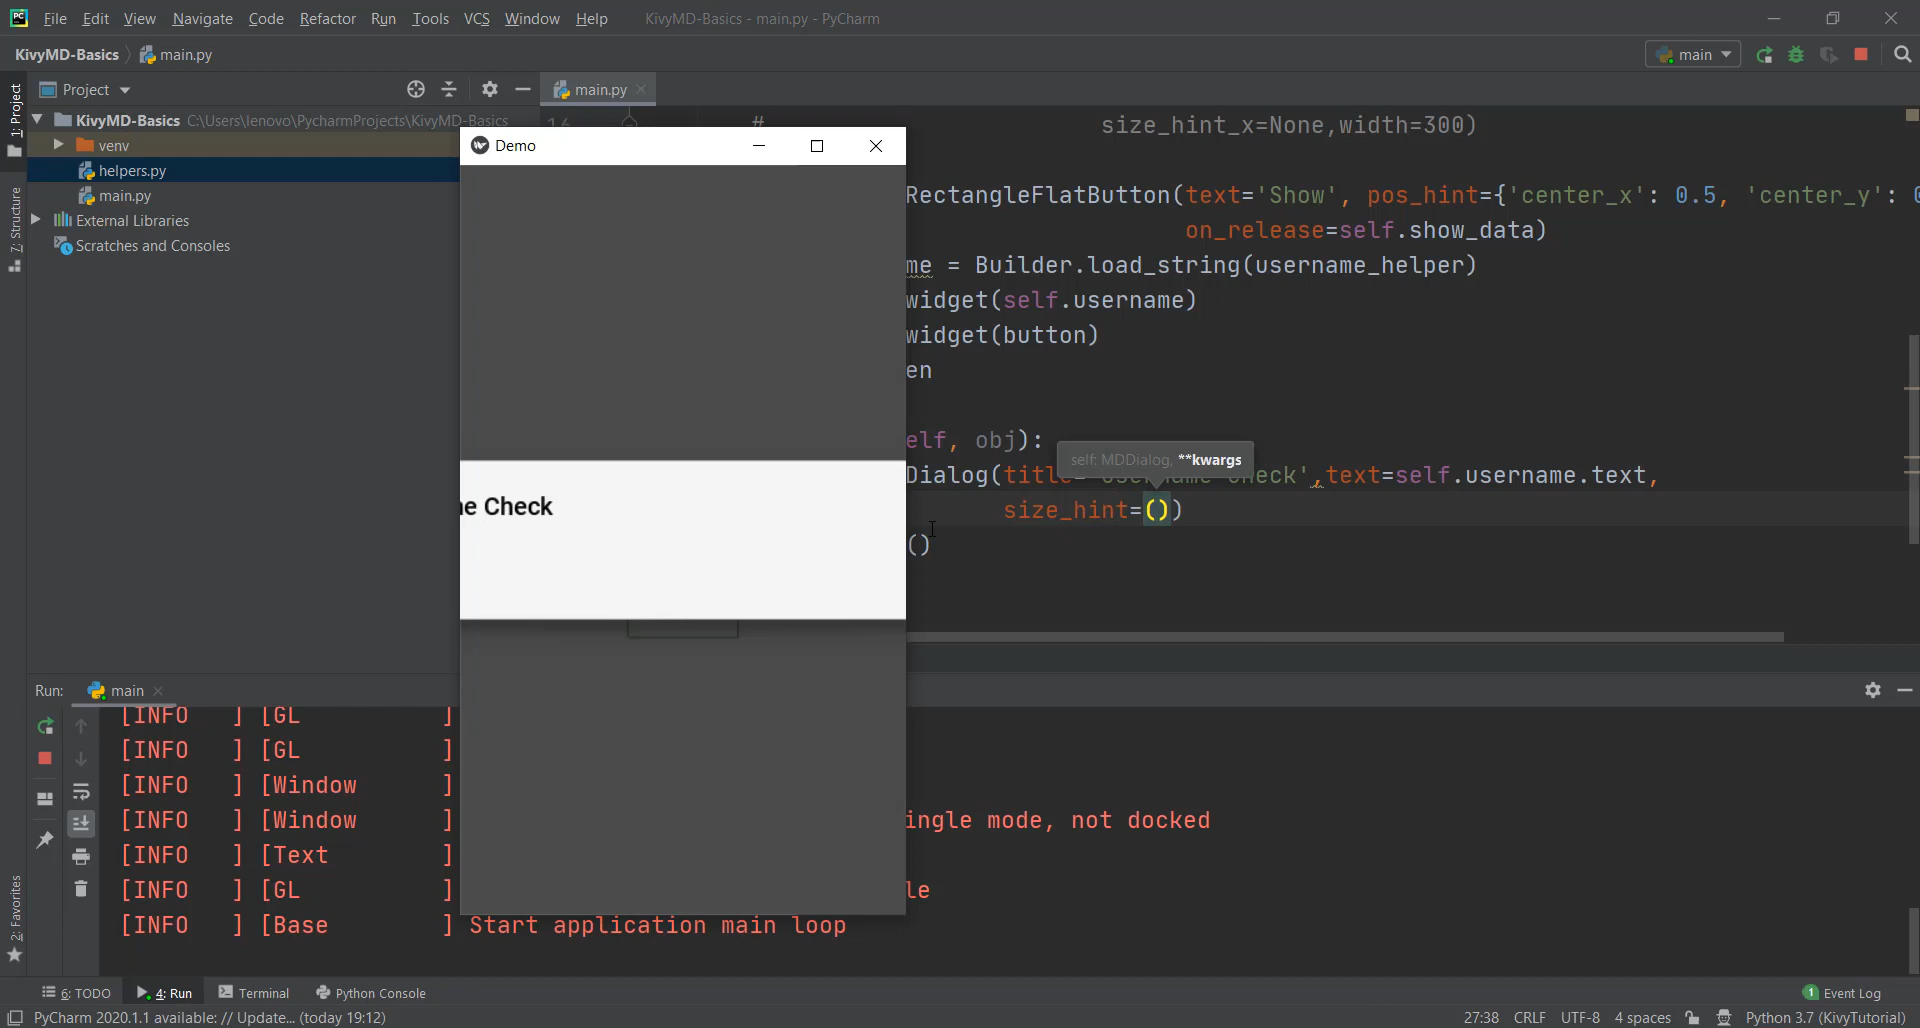 File Edit View Navigate Code Refactor Run Tools VCS Window Help KivyMD-Basics - main.py - PyCharm
KivyMD-Basics main.py
main
Project
main.py
1: Project
7: Structure
2: Favorites
KivyMD-Basics C:\Users\lenovo\PycharmProjects\KivyMD-Basics
venv
helpers.py
main.py
External Libraries
Scratches and Consoles
Demo
ne Check
16 # size_hint_x=None,width=300)
RectangleFlatButton(text='Show', pos_hint={'center_x': 0.5, 'center_y': 0
on_release=self.show_data)
me = Builder.load_string(username_helper)
widget(self.username)
widget(button)
en
elf, obj):
self: MDDialog, **kwargs
Dialog(title= check',text=self.username.text,
size_hint=())
()
Run: main
[INFO ] [GL ]
[INFO ] [GL ]
[INFO ] [Window ]
[INFO ] [Window ] ingle mode, not docked
[INFO ] [Text ]
[INFO ] [GL ] le
[INFO ] [Base ] Start application main loop
6: TODO 4: Run Terminal Python Console 1 Event Log
PyCharm 2020.1.1 available: // Update... (today 19:12) 27:38 CRLF UTF-8 4 spaces Python 3.7 (KivyTutorial)